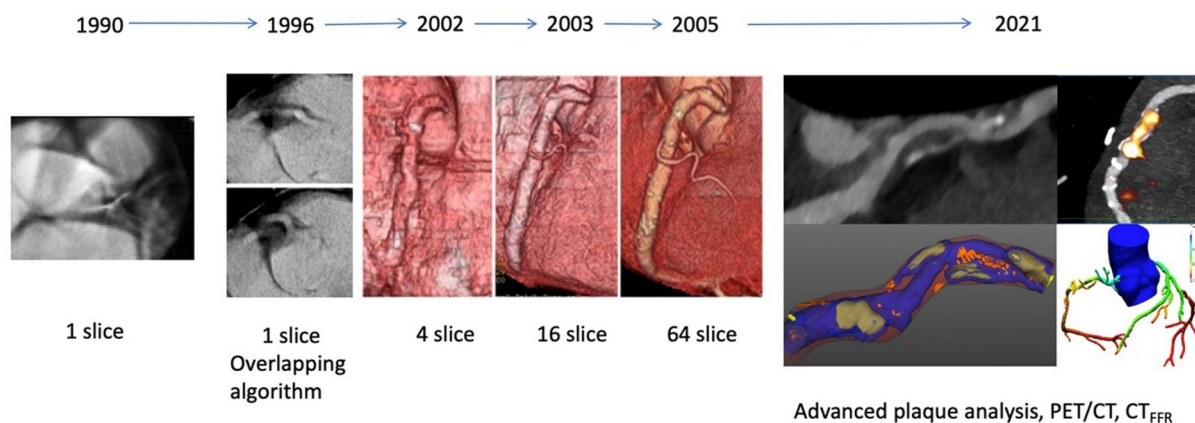 1990 1996 2002 2003 2005 2021
1 slice
1 slice
Overlapping
algorithm
4 slice
16 slice
64 slice
Advanced plaque analysis, PET/CT, CT_FFR